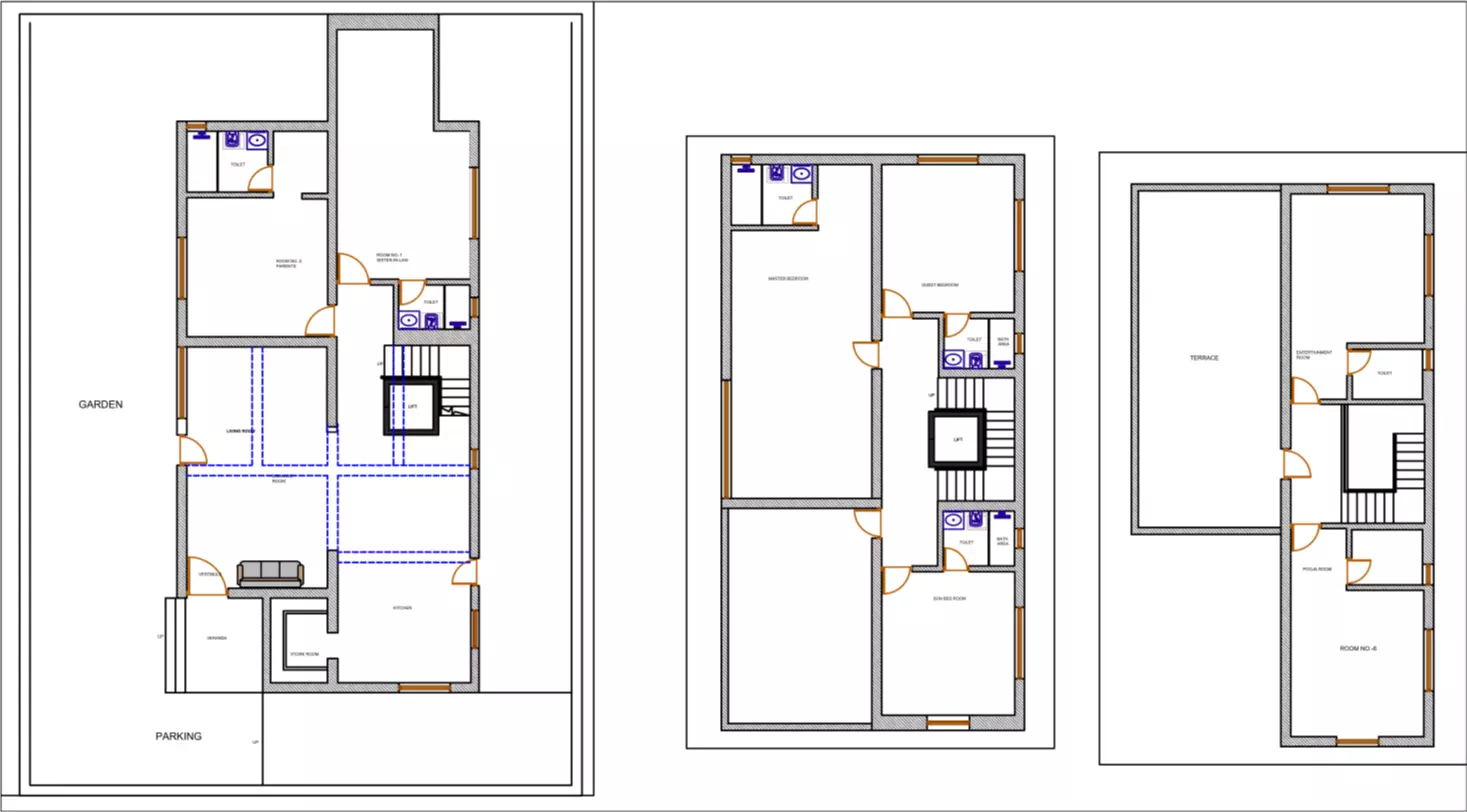 TOILET
ROOM NO.-1
SISTER-IN-LAW
ROOM NO.-2
PARENTS
TOILET
UP
LIFT
GARDEN
LIVING ROOM
ROOM
VESTIBULE
KITCHEN
UP
VERANDA
STORE ROOM
PARKING
UP
TOILET
MASTER BEDROOM
GUEST BEDROOM
TOILET
BATH
AREA
UP
LIFT
TOILET
BATH
AREA
SON BED ROOM
TERRACE
ENTERTAINMENT
ROOM
TOILET
POOJA ROOM
ROOM NO.-6